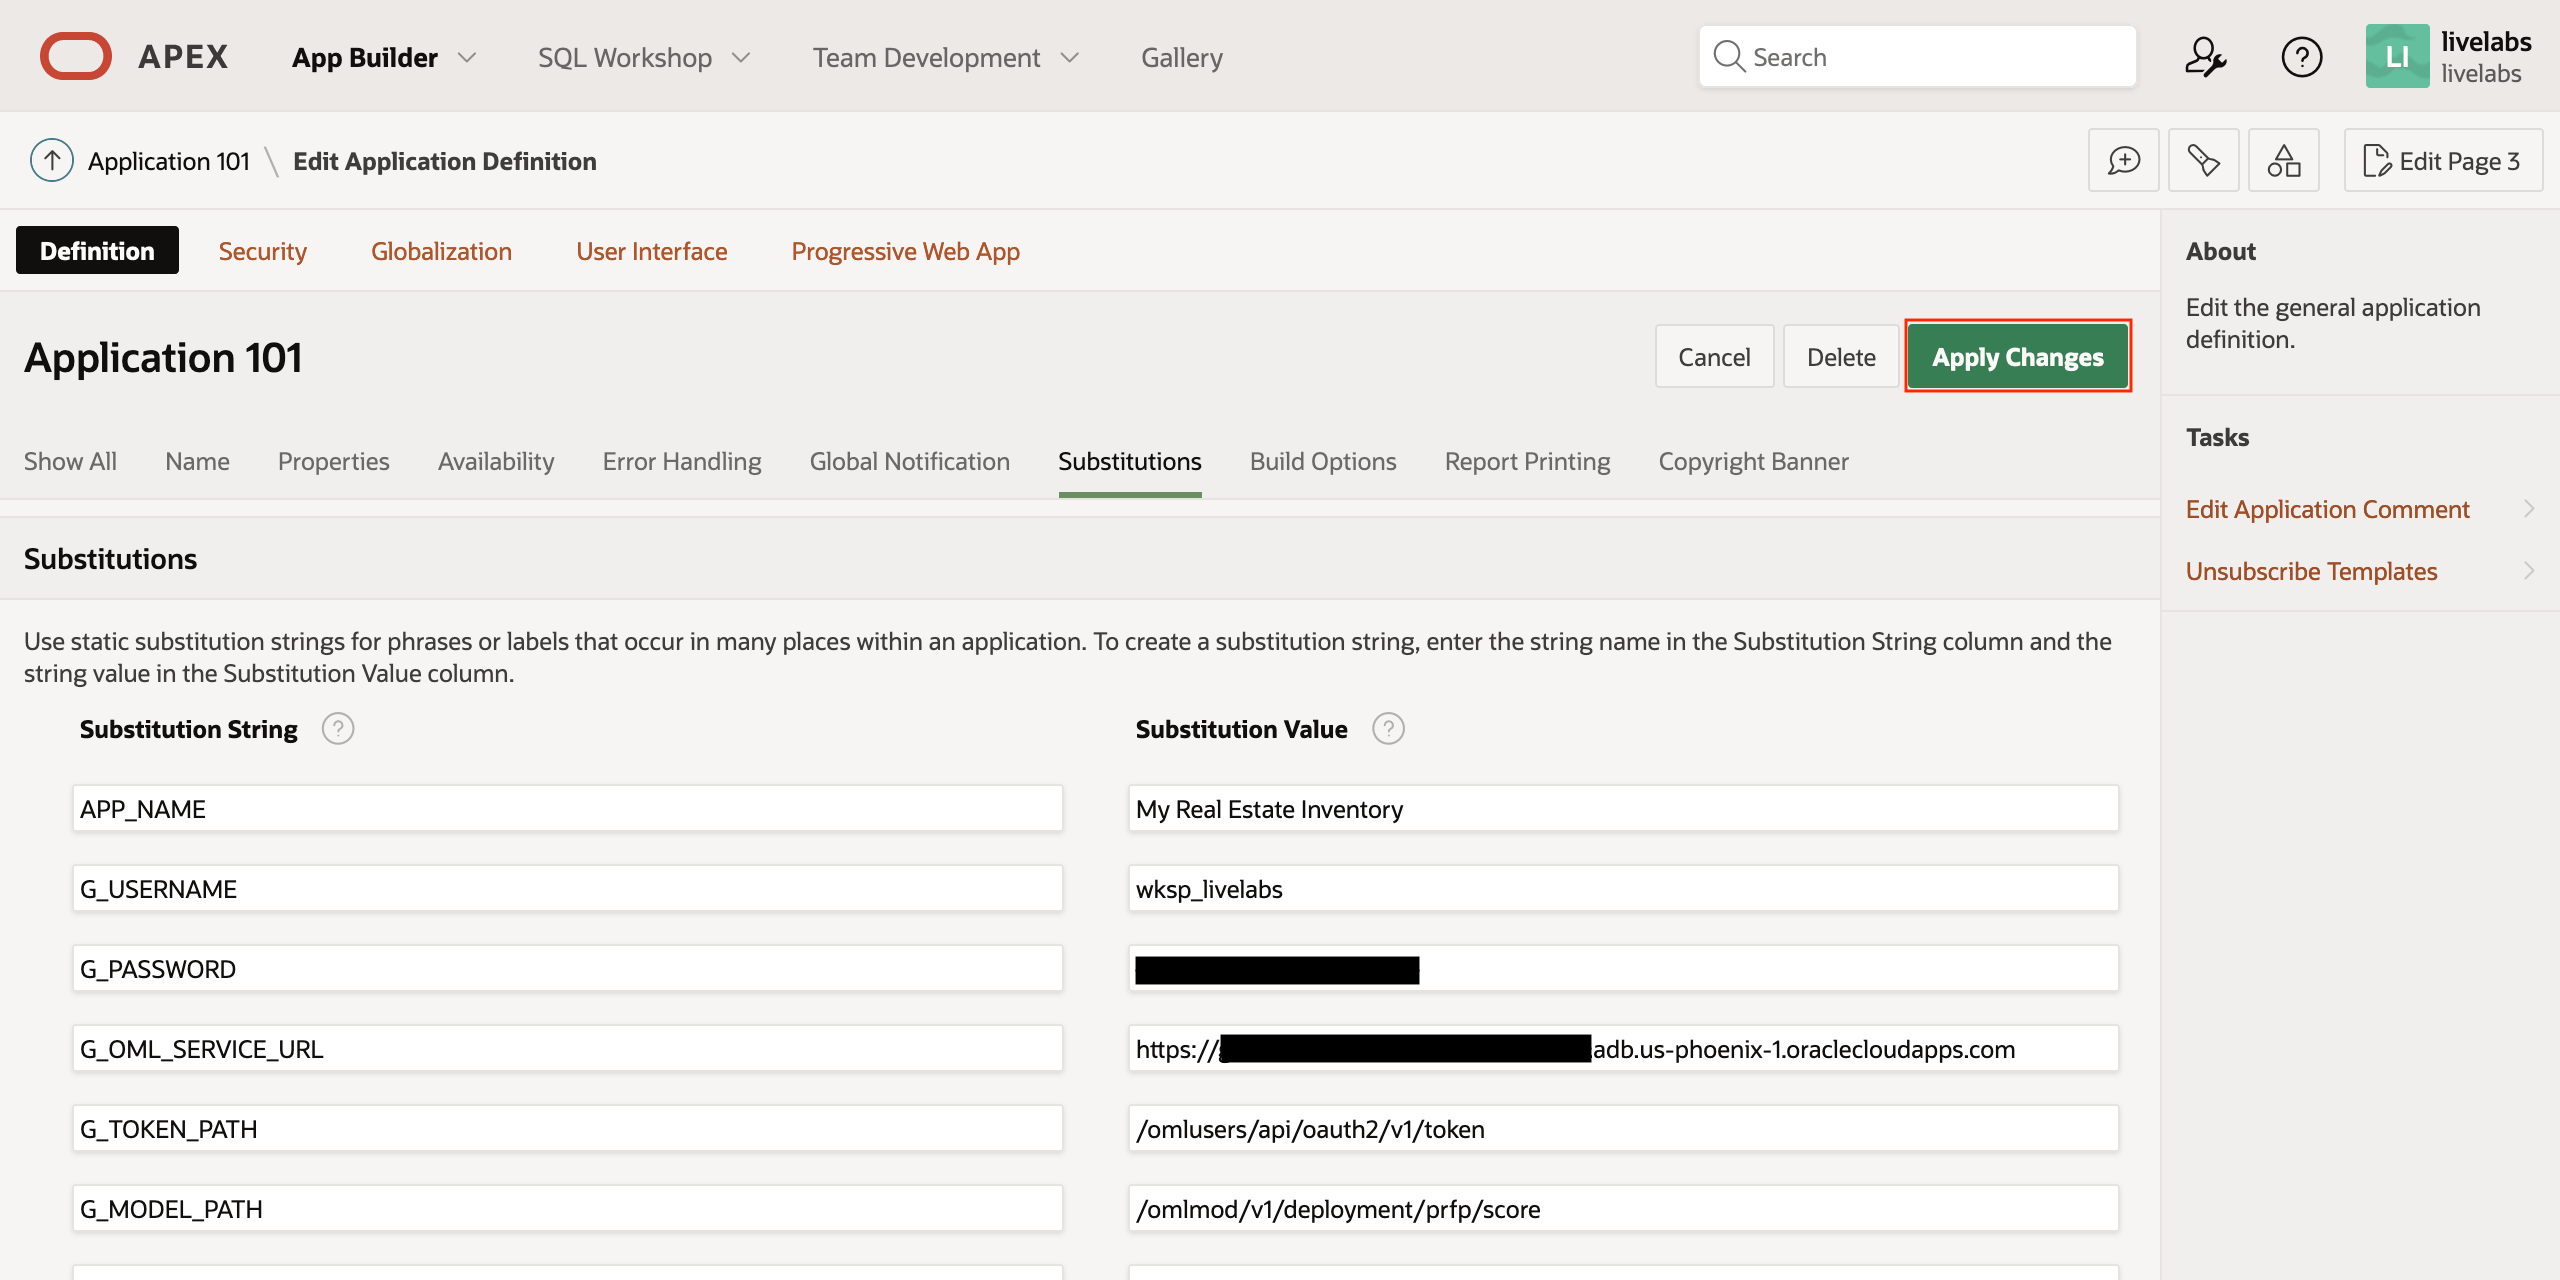 APEX App Builder SQL Workshop Team Development Gallery Search ? LI livelabs
livelabs
Application 101 \ Edit Application Definition Edit Page 3
Definition Security Globalization User Interface Progressive Web App
About
Edit the general application
definition.
Application 101 Cancel Delete Apply Changes
Tasks
Edit Application Comment
Unsubscribe Templates
Show All Name Properties Availability Error Handling Global Notification Substitutions Build Options Report Printing Copyright Banner
Substitutions
Use static substitution strings for phrases or labels that occur in many places within an application. To create a substitution string, enter the string name in the Substitution String column and the
string value in the Substitution Value column.
Substitution String ? Substitution Value ?
APP_NAME My Real Estate Inventory
G_USERNAME wksp_livelabs
G_PASSWORD
G_OML_SERVICE_URL https:// adb.us-phoenix-1.oraclecloudapps.com
G_TOKEN_PATH /omlusers/api/oauth2/v1/token
G_MODEL_PATH /omlmod/v1/deployment/prfp/score